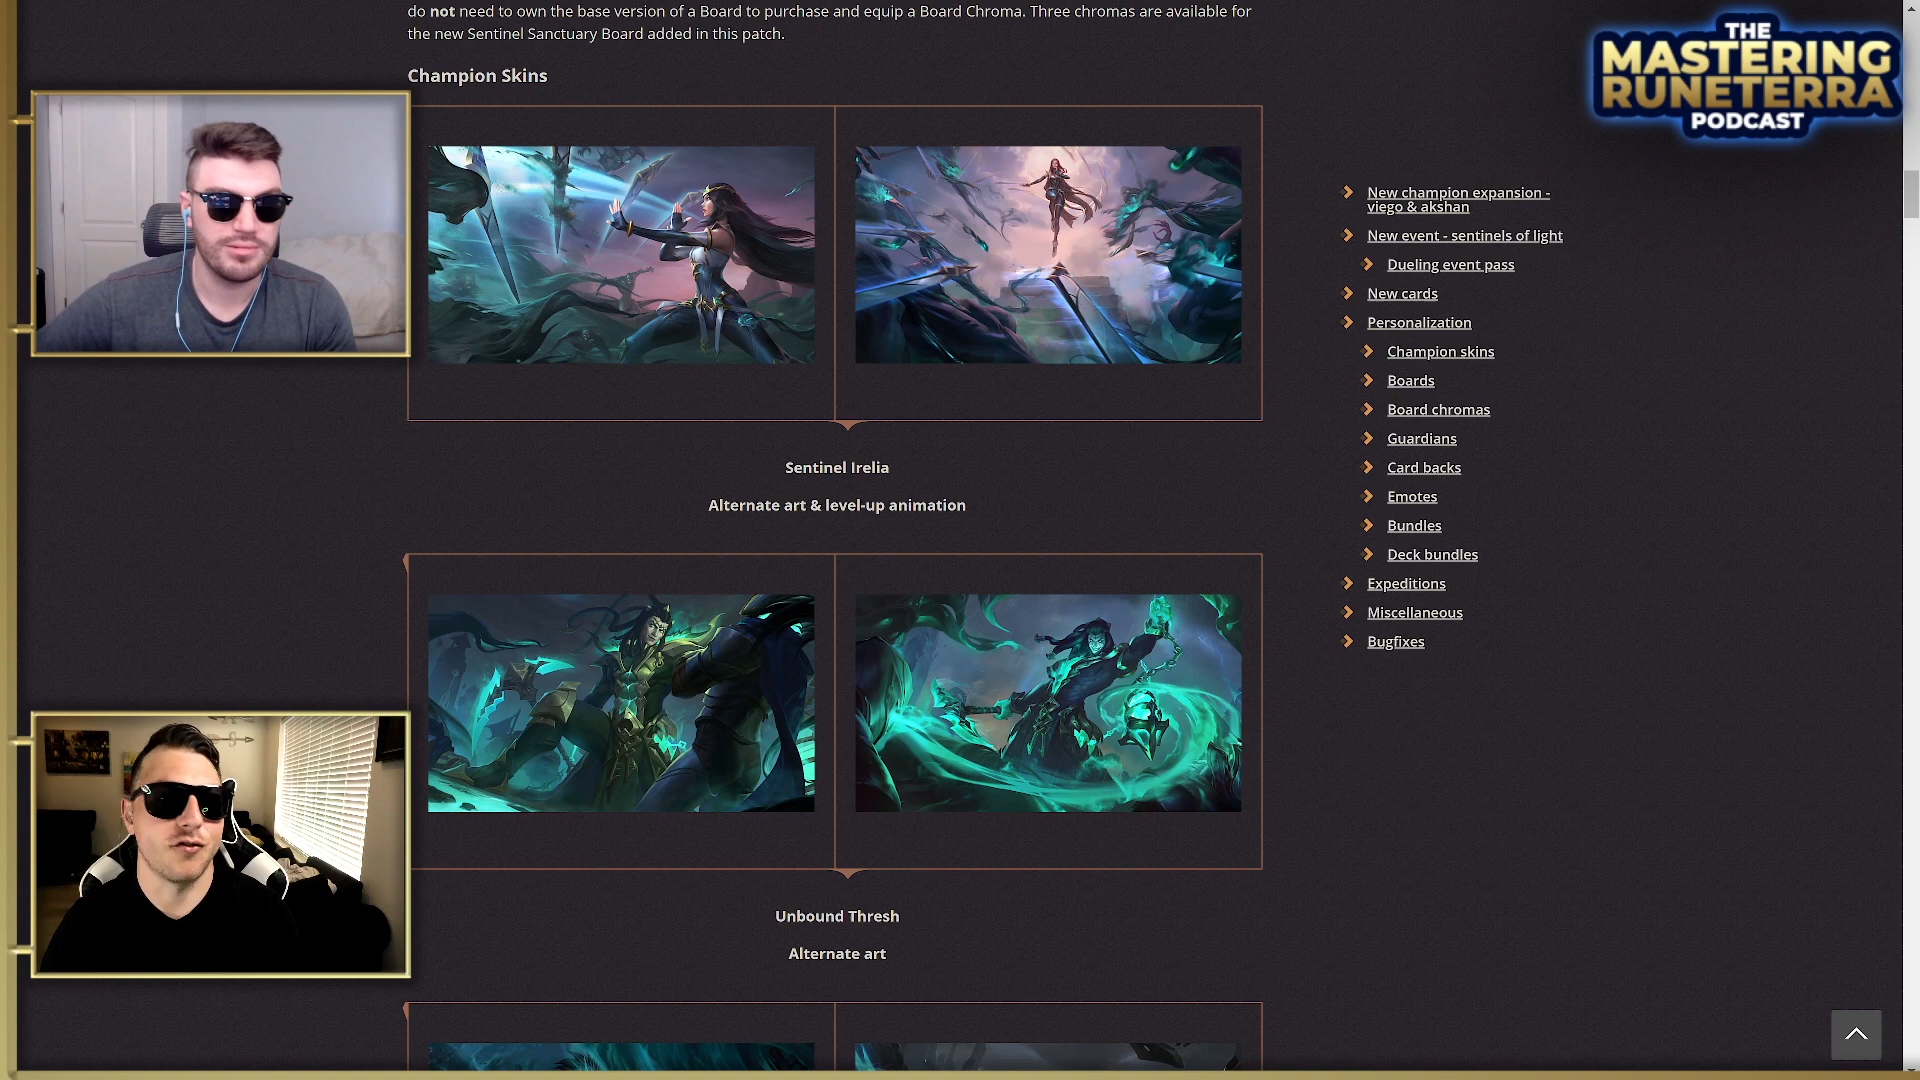 do not need to own the base version of a Board to purchase and equip a Board Chroma. Three chromas are available for
the new Sentinel Sanctuary Board added in this patch.
Champion Skins
Sentinel Irelia
Alternate art & level-up animation
Unbound Thresh
Alternate art
THE
MASTERING
RUNETERRA
PODCAST
New champion expansion -
viego & akshan
New event - sentinels of light
Dueling event pass
New cards
Personalization
Champion skins
Boards
Board chromas
Guardians
Card backs
Emotes
Bundles
Deck bundles
Expeditions
Miscellaneous
Bugfixes